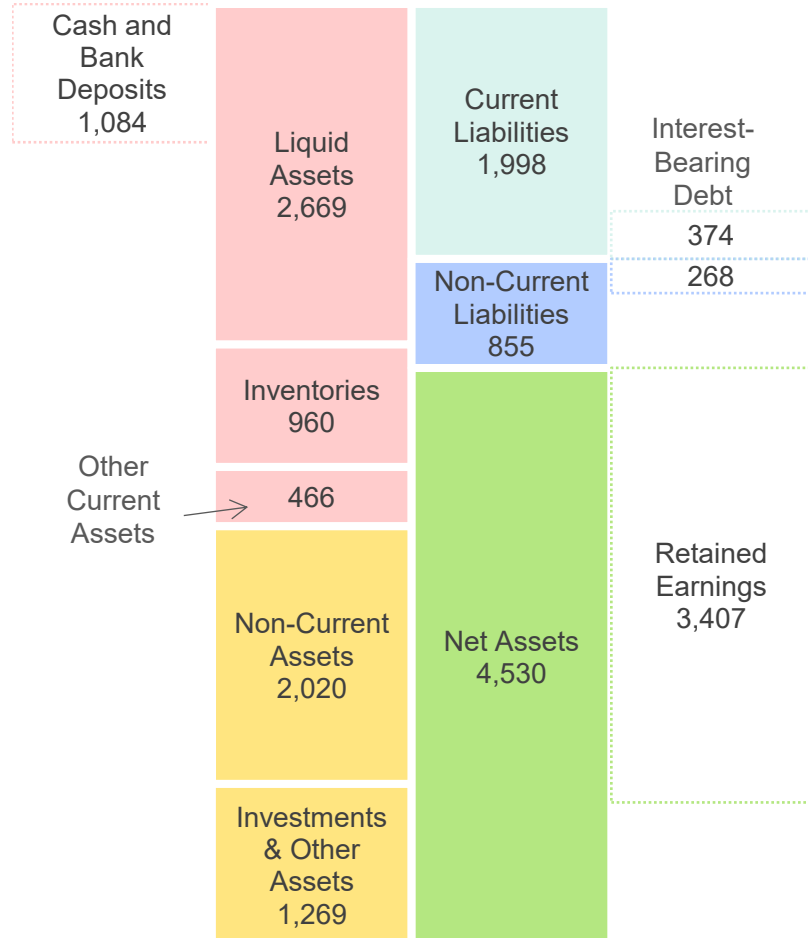 Cash and
Bank
Deposits
1,084
Liquid
Assets
2,669
Inventories
960
Other
Current
Assets
466
Non-Current
Assets
2,020
Investments
& Other
Assets
1,269
Current
Liabilities
1,998
Non-Current
Liabilities
855
Net Assets
4,530
Interest-
Bearing
Debt
374
268
Retained
Earnings
3,407